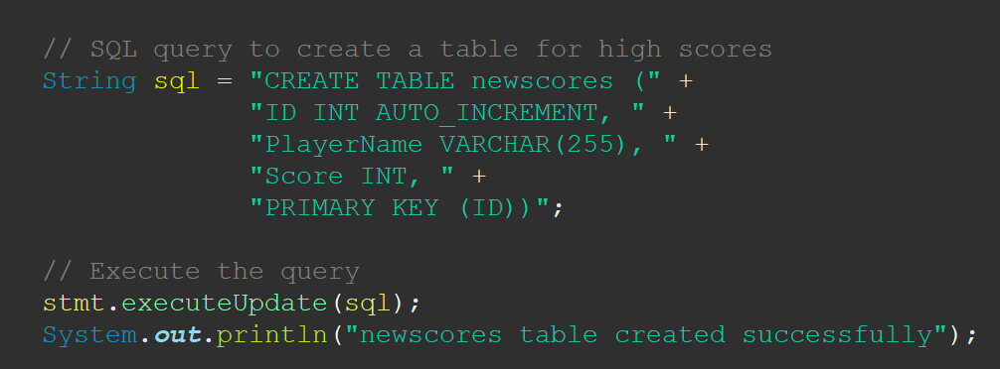 // SQL query to create a table for high scores
String sql = "CREATE TABLE newscores (" +
"ID INT AUTO_INCREMENT, " +
"PlayerName VARCHAR(255), " +
"Score INT, " +
"PRIMARY KEY (ID))";
// Execute the query
stmt.executeUpdate(sql);
System.out.println("newscores table created successfully");